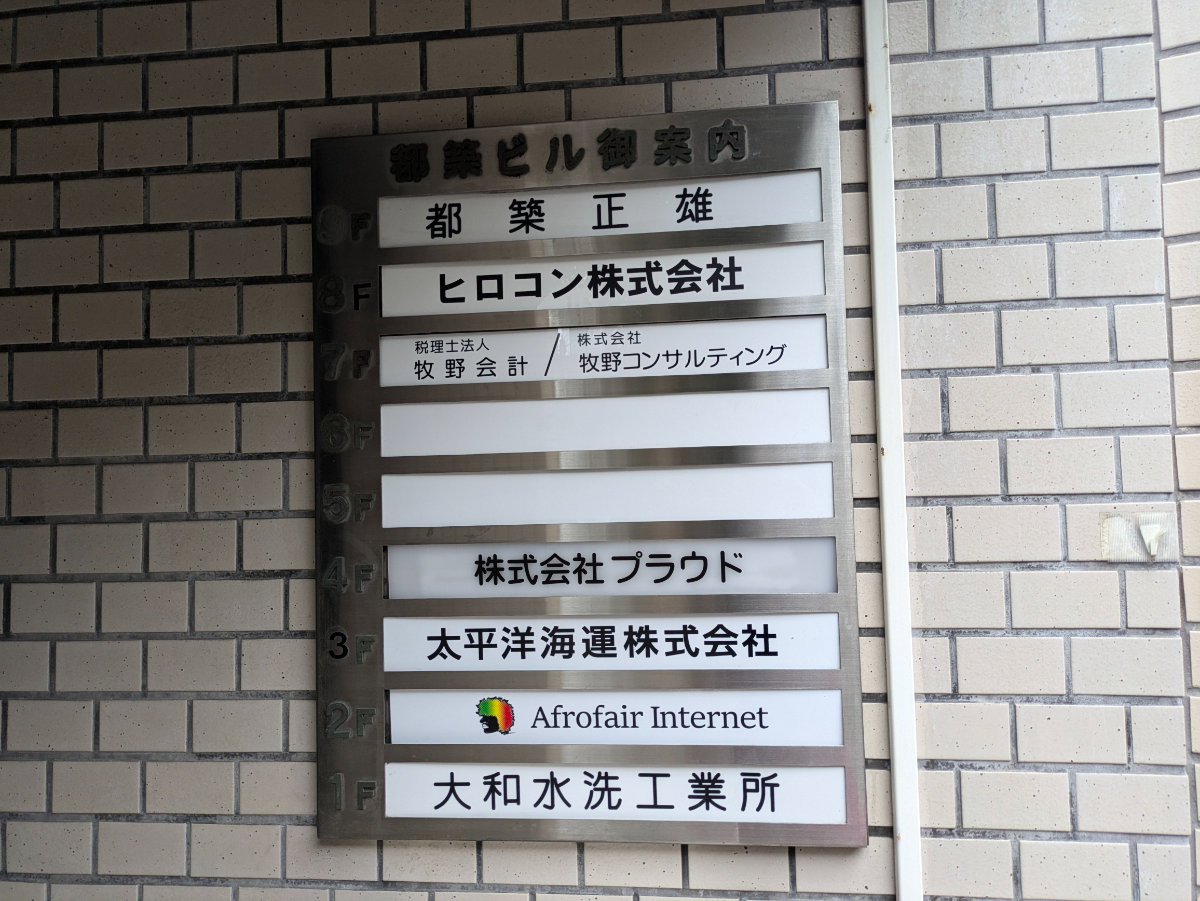 都築ビル御案内
9F 都築正雄
8F ヒロコン株式会社
7F 税理士法人 牧野会計 / 株式会社 牧野コンサルティング
6F
5F
4F 株式会社プラウド
3F 太平洋海運株式会社
2F Afrofair Internet
1F 大和水洗工業所